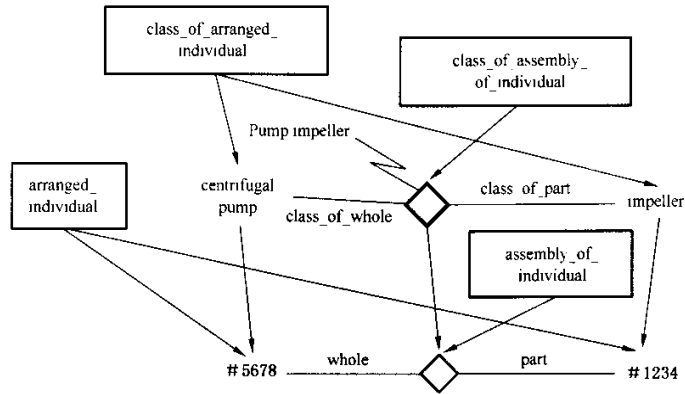 class_of_arranged_
individual
class_of_assembly_
of_individual
Pump impeller
arranged_
individual
centrifugal
pump
class_of_whole
class_of_part
impeller
assembly_of_
individual
#5678
whole
part
#1234